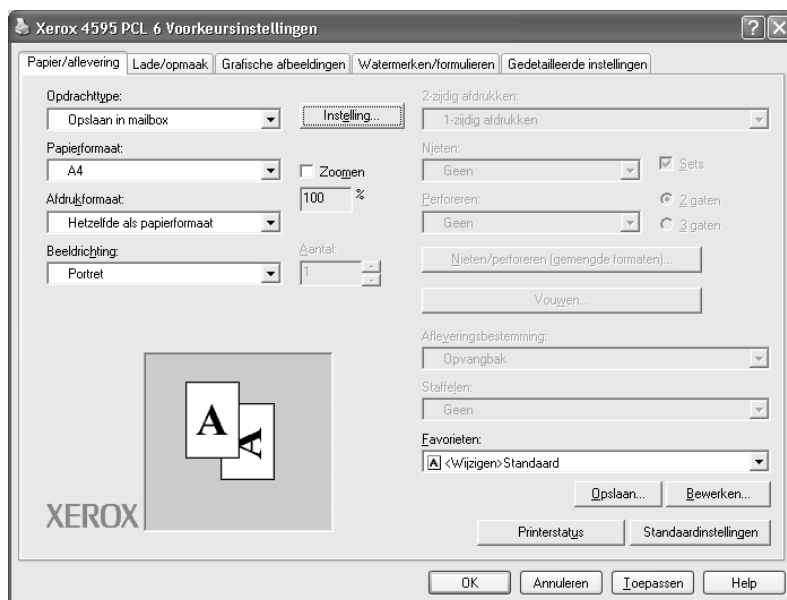 Xerox 4595 PCL 6 Voorkeursinstellingen
Papier/aflevering
Lade/opmaak
Grafische afbeeldingen
Watermerken/formulieren
Gedetailleerde instellingen
Opdrachttype:
Opslaan in mailbox
Instelling...
Papierformaat:
A4
Zoomen
100 %
Afdrukformaat:
Hetzelfde als papierformaat
Beeldrichting:
Portret
Aantal:
1
A
A
XEROX
2-zijdig afdrukken:
1-zijdig afdrukken
Nieten:
Geen
Sets
Perforeren:
Geen
2 gaten
3 gaten
Nieten/perforeren (gemengde formaten)...
Vouwen...
Afleveringsbestemming:
Opvangbak
Staffelen:
Geen
Favorieten:
A <Wijzigen>Standaard
Opslaan...
Bewerken...
Printerstatus
Standaardinstellingen
OK
Annuleren
Toepassen
Help